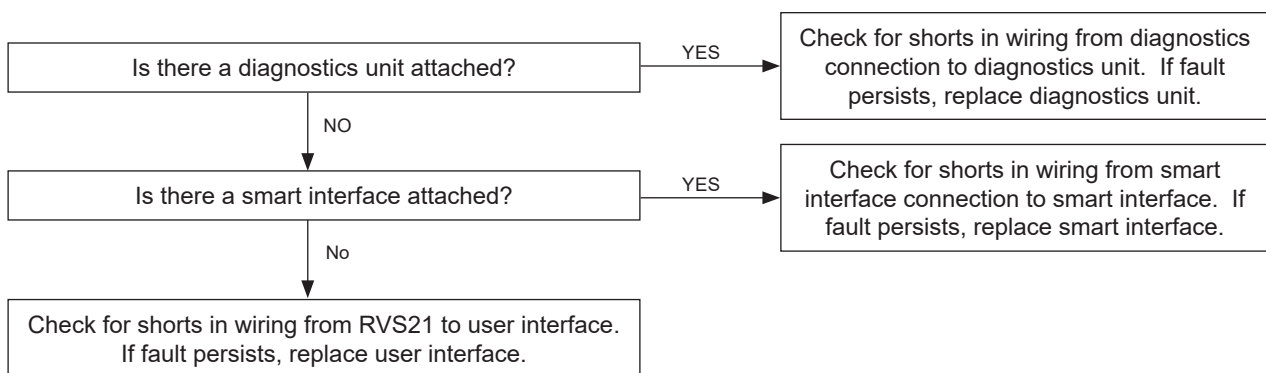 Is there a diagnostics unit attached?
YES
Check for shorts in wiring from diagnostics
connection to diagnostics unit.  If fault
persists, replace diagnostics unit.
NO
Is there a smart interface attached?
YES
Check for shorts in wiring from smart
interface connection to smart interface.  If
fault persists, replace smart interface.
No
Check for shorts in wiring from RVS21 to user interface.
If fault persists, replace user interface.